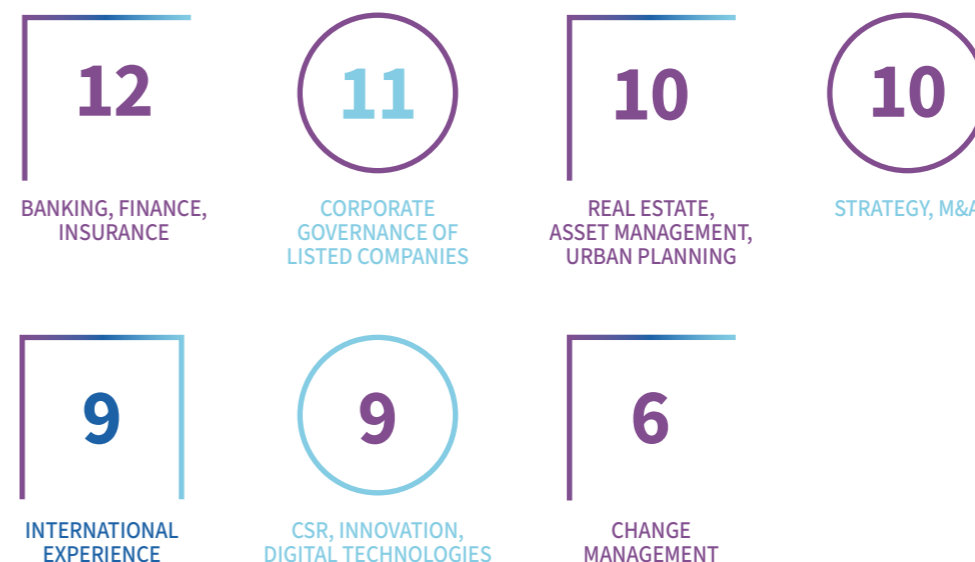 12
BANKING, FINANCE,
INSURANCE
11
CORPORATE
GOVERNANCE OF
LISTED COMPANIES
10
REAL ESTATE,
ASSET MANAGEMENT,
URBAN PLANNING
10
STRATEGY, M&A
9
INTERNATIONAL
EXPERIENCE
9
CSR, INNOVATION,
DIGITAL TECHNOLOGIES
6
CHANGE
MANAGEMENT